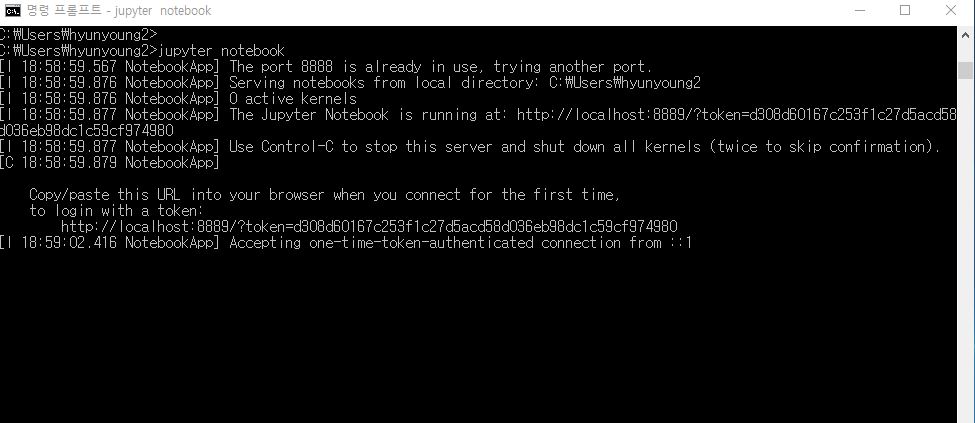 명령 프롬프트 - jupyter notebook
C:₩Users₩hyunyoung2>
C:₩Users₩hyunyoung2>jupyter notebook
[I 18:58:59.567 NotebookApp] The port 8888 is already in use, trying another port.
[I 18:58:59.876 NotebookApp] Serving notebooks from local directory: C:₩Users₩hyunyoung2
[I 18:58:59.876 NotebookApp] 0 active kernels
[I 18:58:59.877 NotebookApp] The Jupyter Notebook is running at: http://localhost:8889/?token=d308d60167c253f1c27d5acd58
d036eb98dc1c59cf974980
[I 18:58:59.877 NotebookApp] Use Control-C to stop this server and shut down all kernels (twice to skip confirmation).
[C 18:58:59.879 NotebookApp]
Copy/paste this URL into your browser when you connect for the first time,
to login with a token:
http://localhost:8889/?token=d308d60167c253f1c27d5acd58d036eb98dc1c59cf974980
[I 18:59:02.416 NotebookApp] Accepting one-time-token-authenticated connection from ::1